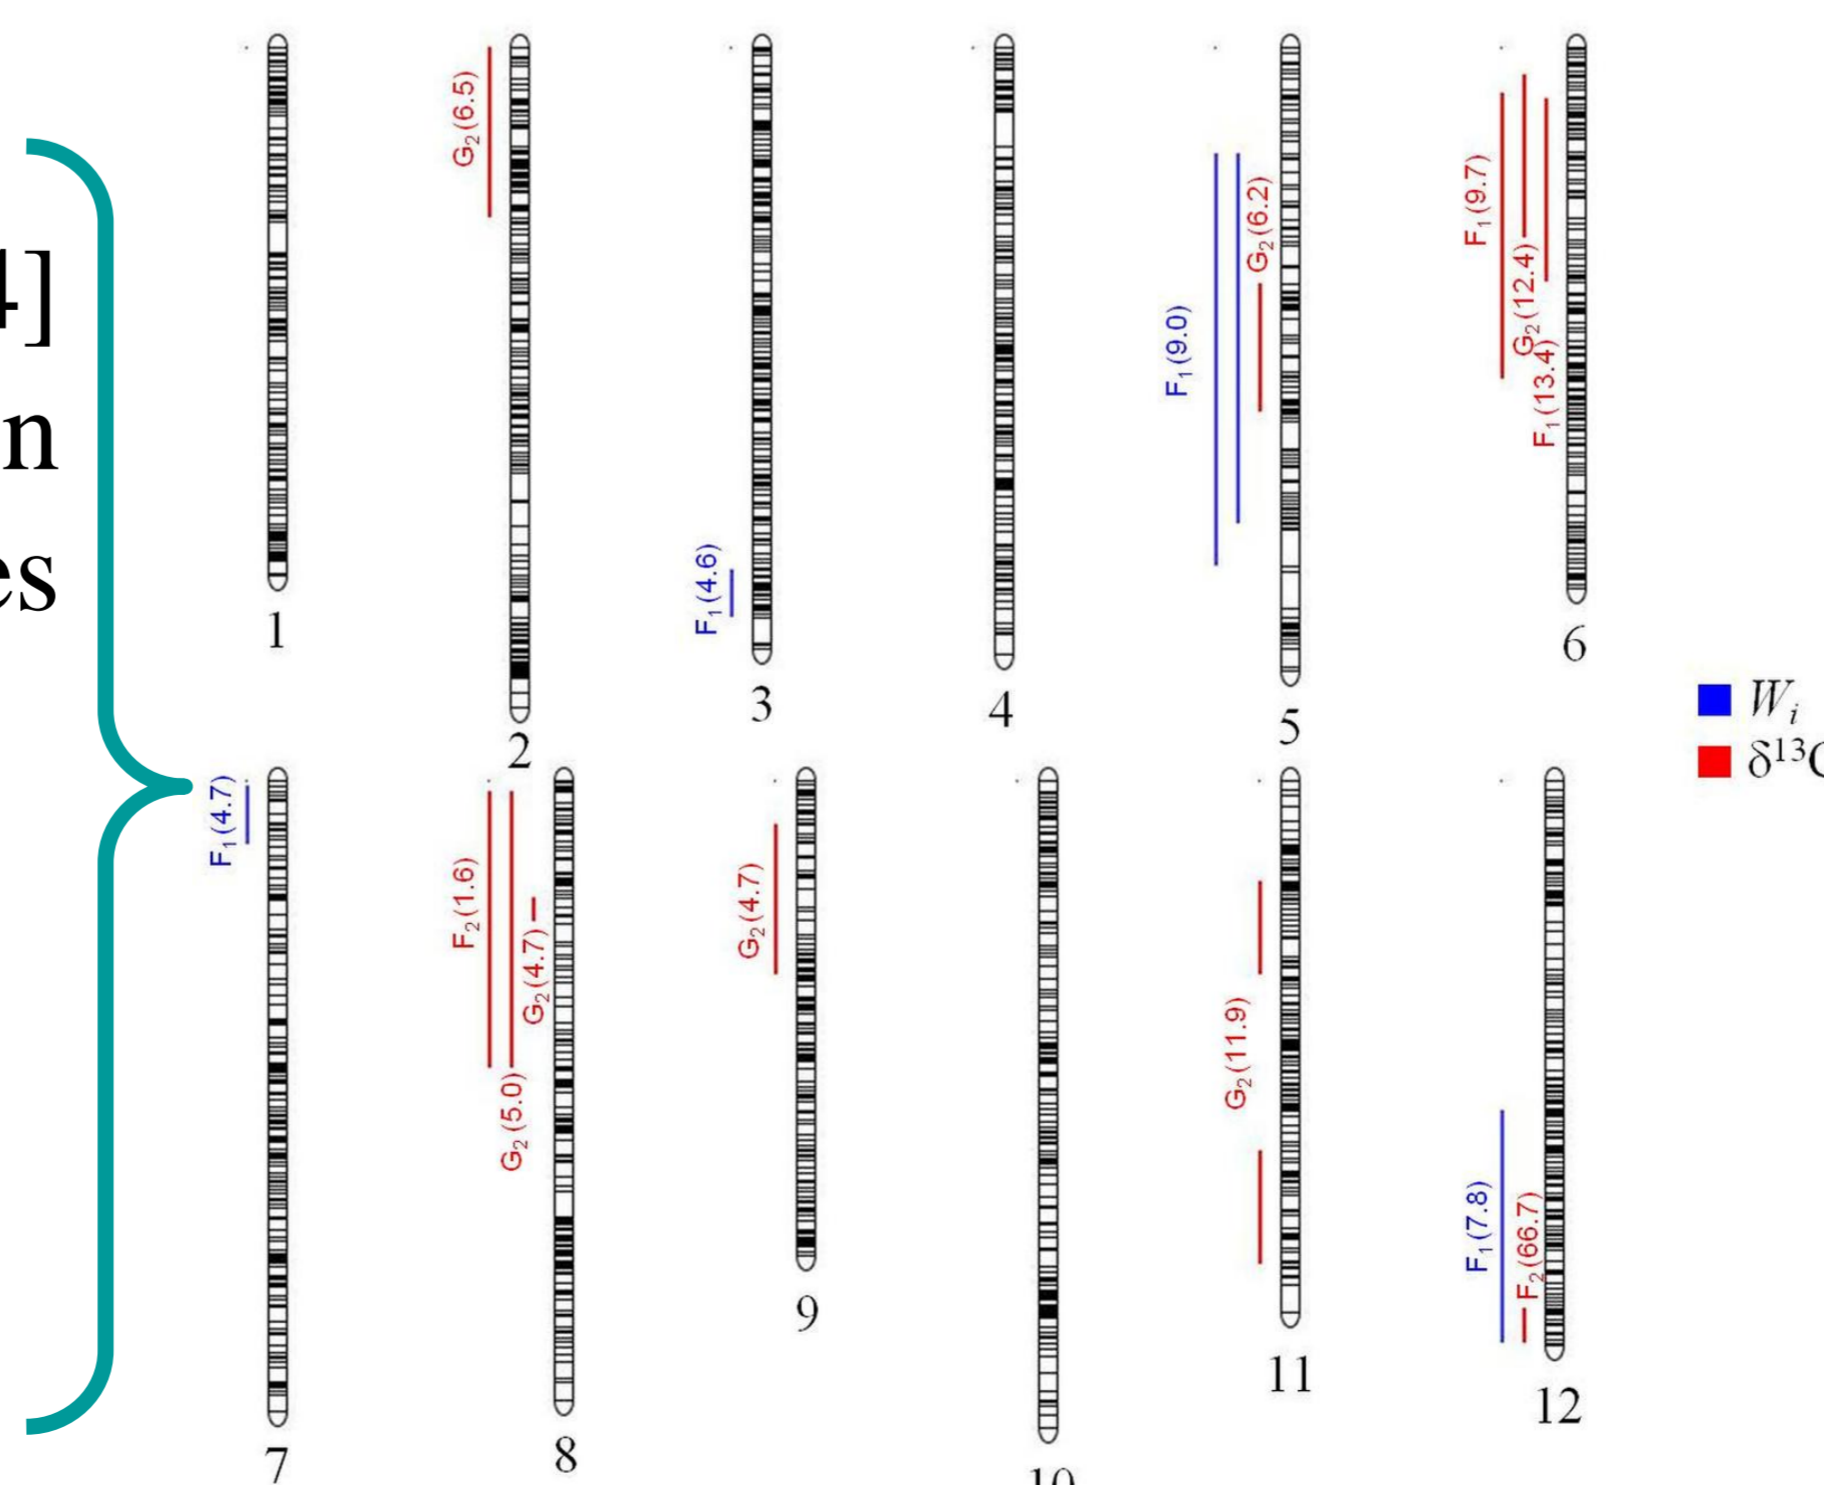 4]
n
es
G₂(6.5)
F₁(4.6)
F₁(9.0)
G₂(6.2)
F₁(9.7)
G₂(12.4)
F₁(13.4)
1
2
3
4
5
6
Wᵢ
δ¹³C
F₁(4.7)
F₂(1.6)
G₂(5.0)
G₂(4.7)
G₂(4.7)
G₂(11.9)
F₁(7.8)
F₂(66.7)
7
8
9
10
11
12